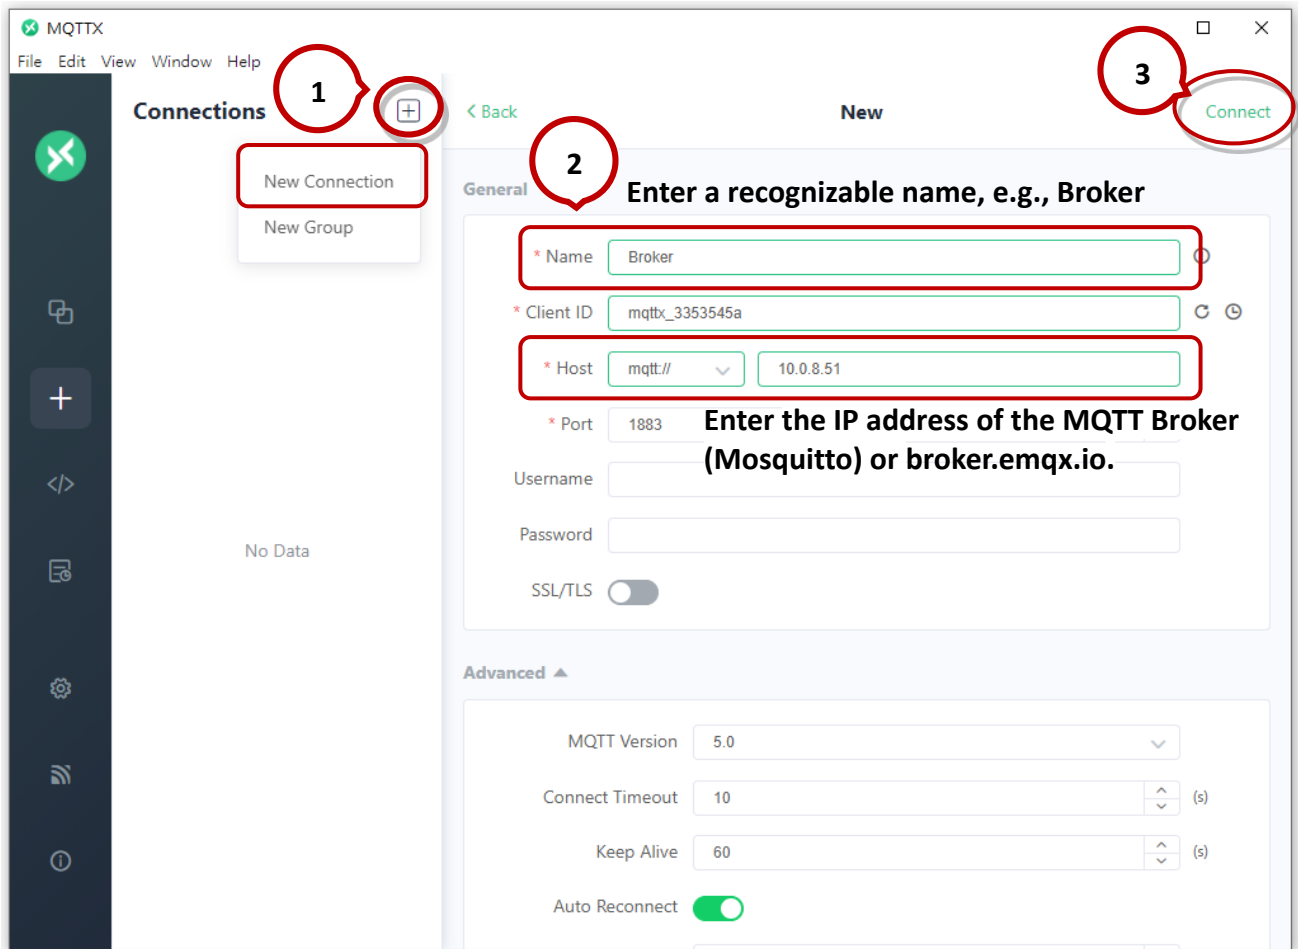 MQTTX
File Edit View Window Help
1
3
Connections
Back
New
Connect
2
New Connection
New Group
General
Enter a recognizable name, e.g., Broker
* Name Broker
* Client ID mqttx_3353545a
* Host mqtt:// 10.0.8.51
* Port 1883
Enter the IP address of the MQTT Broker
(Mosquitto) or broker.emqx.io.
Username
Password
No Data
SSL/TLS
Advanced
MQTT Version 5.0
Connect Timeout 10 (s)
Keep Alive 60 (s)
Auto Reconnect